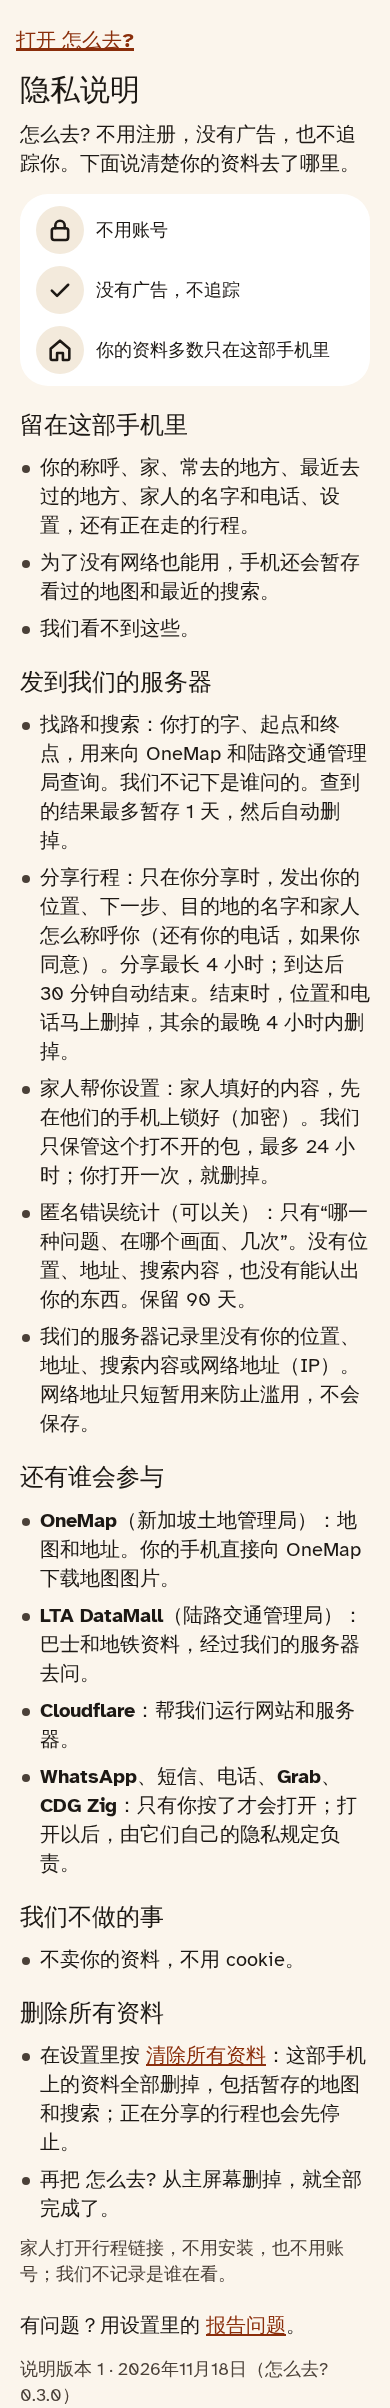 打开 怎么去?
隐私说明
怎么去? 不用注册，没有广告，也不追
踪你。下面说清楚你的资料去了哪里。
不用账号
没有广告，不追踪
你的资料多数只在这部手机里
留在这部手机里
你的称呼、家、常去的地方、最近去
过的地方、家人的名字和电话、设
置，还有正在走的行程。
为了没有网络也能用，手机还会暂存
看过的地图和最近的搜索。
我们看不到这些。
发到我们的服务器
找路和搜索：你打的字、起点和终
点，用来向 OneMap 和陆路交通管理
局查询。我们不记下是谁问的。查到
的结果最多暂存 1 天，然后自动删
掉。
分享行程：只在你分享时，发出你的
位置、下一步、目的地的名字和家人
怎么称呼你（还有你的电话，如果你
同意）。分享最长 4 小时；到达后
30 分钟自动结束。结束时，位置和电
话马上删掉，其余的最晚 4 小时内删
掉。
家人帮你设置：家人填好的内容，先
在他们的手机上锁好（加密）。我们
只保管这个打不开的包，最多 24 小
时；你打开一次，就删掉。
匿名错误统计（可以关）：只有“哪一
种问题、在哪个画面、几次”。没有位
置、地址、搜索内容，也没有能认出
你的东西。保留 90 天。
我们的服务器记录里没有你的位置、
地址、搜索内容或网络地址（IP）。
网络地址只短暂用来防止滥用，不会
保存。
还有谁会参与
OneMap（新加坡土地管理局）：地
图和地址。你的手机直接向 OneMap
下载地图图片。
LTA DataMall（陆路交通管理局）：
巴士和地铁资料，经过我们的服务器
去问。
Cloudflare：帮我们运行网站和服务
器。
WhatsApp、短信、电话、Grab、
CDG Zig：只有你按了才会打开；打
开以后，由它们自己的隐私规定负
责。
我们不做的事
不卖你的资料，不用 cookie。
删除所有资料
在设置里按 清除所有资料：这部手机
上的资料全部删掉，包括暂存的地图
和搜索；正在分享的行程也会先停
止。
再把 怎么去? 从主屏幕删掉，就全部
完成了。
家人打开行程链接，不用安装，也不用账
号；我们不记录是谁在看。
有问题？用设置里的 报告问题。
说明版本 1 · 2026年11月18日（怎么去?
0.3.0）